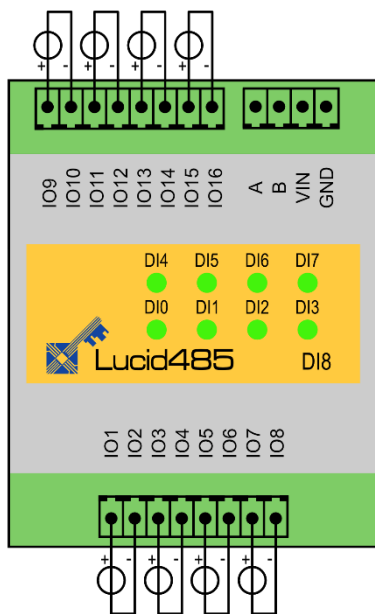 + - + - + - + -
IO9 IO10 IO11 IO12 IO13 IO14 IO15 IO16 A B VIN GND
DI4 DI5 DI6 DI7
DI0 DI1 DI2 DI3
Lucid485 DI8
IO1 IO2 IO3 IO4 IO5 IO6 IO7 IO8
+ - + - + - + -